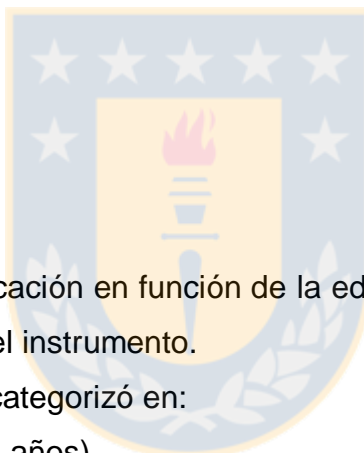 cación en función de la ed
el instrumento.
categorizó en:
años)